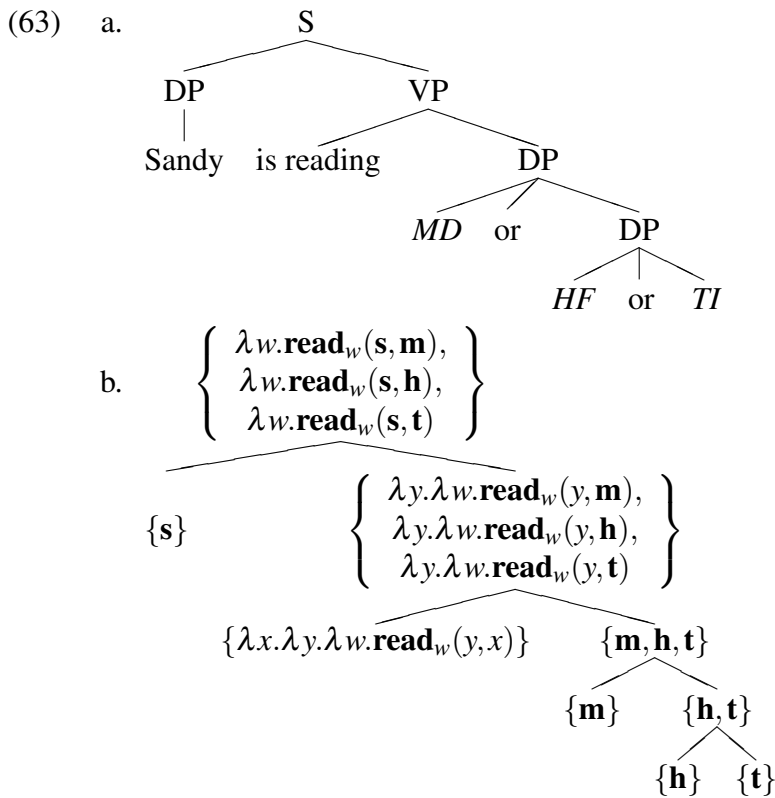 (63) a. S
DP VP
Sandy is reading DP
MD or DP
HF or TI
b. { λw.read_w(s, m),
λw.read_w(s, h),
λw.read_w(s, t) }
{s} { λy.λw.read_w(y, m),
λy.λw.read_w(y, h),
λy.λw.read_w(y, t) }
{λx.λy.λw.read_w(y, x)} {m, h, t}
{m} {h, t}
{h} {t}